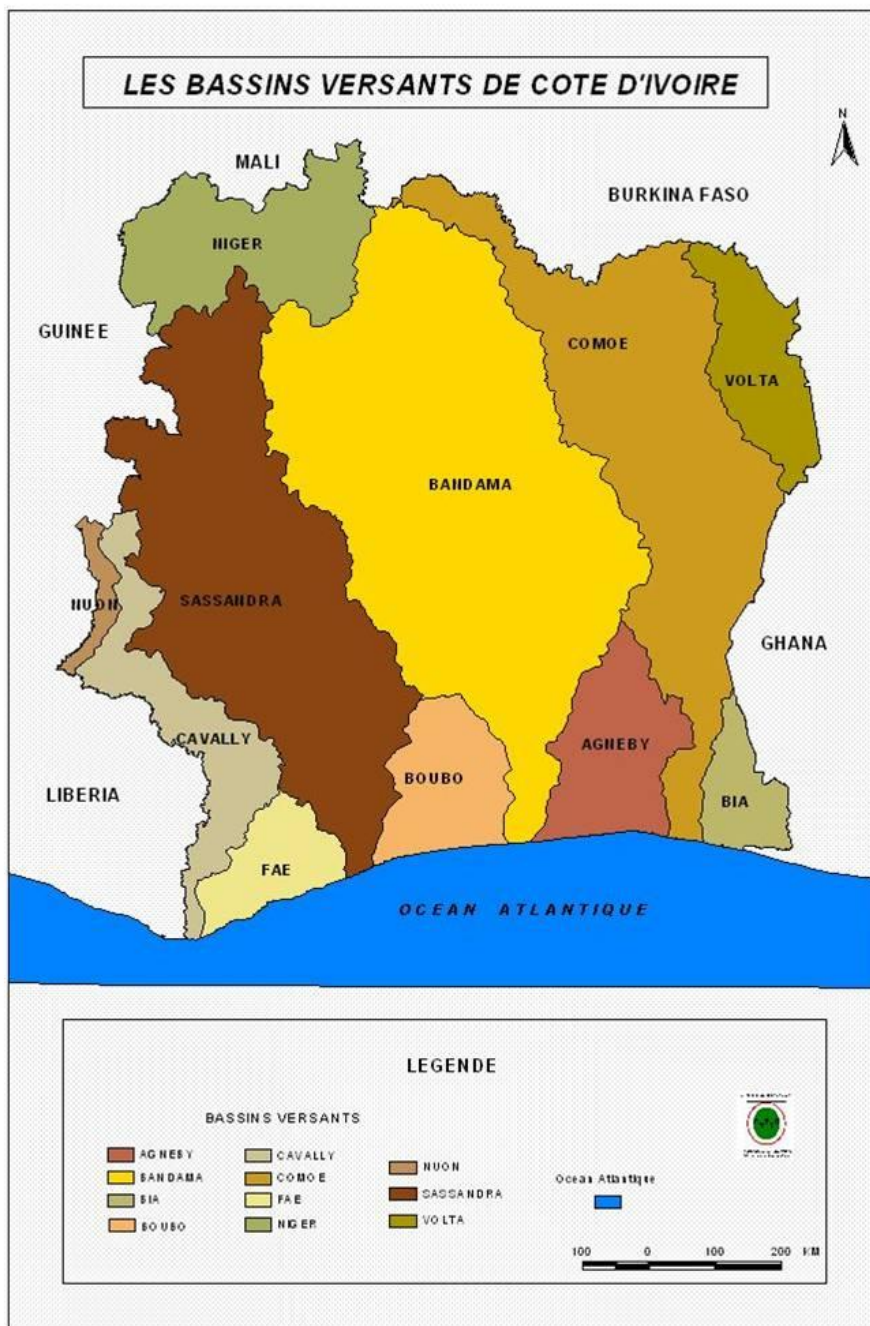 LES BASSINS VERSANTS DE COTE D'IVOIRE
N
MALI
BURKINA FASO
NIGER
GUINEE
COMOE
VOLTA
BANDAMA
NUON
SASSANDRA
GHANA
CAVALLY
AGNEBY
BOUBO
LIBERIA
BIA
FAE
OCEAN ATLANTIQUE
LEGENDE
BASSINS VERSANTS
AGNEBY
BANDAMA
BIA
BOUBO
CAVALLY
COMOE
FAE
NIGER
NUON
SASSANDRA
VOLTA
Ocean Atlantique
100 0 100 200 KM